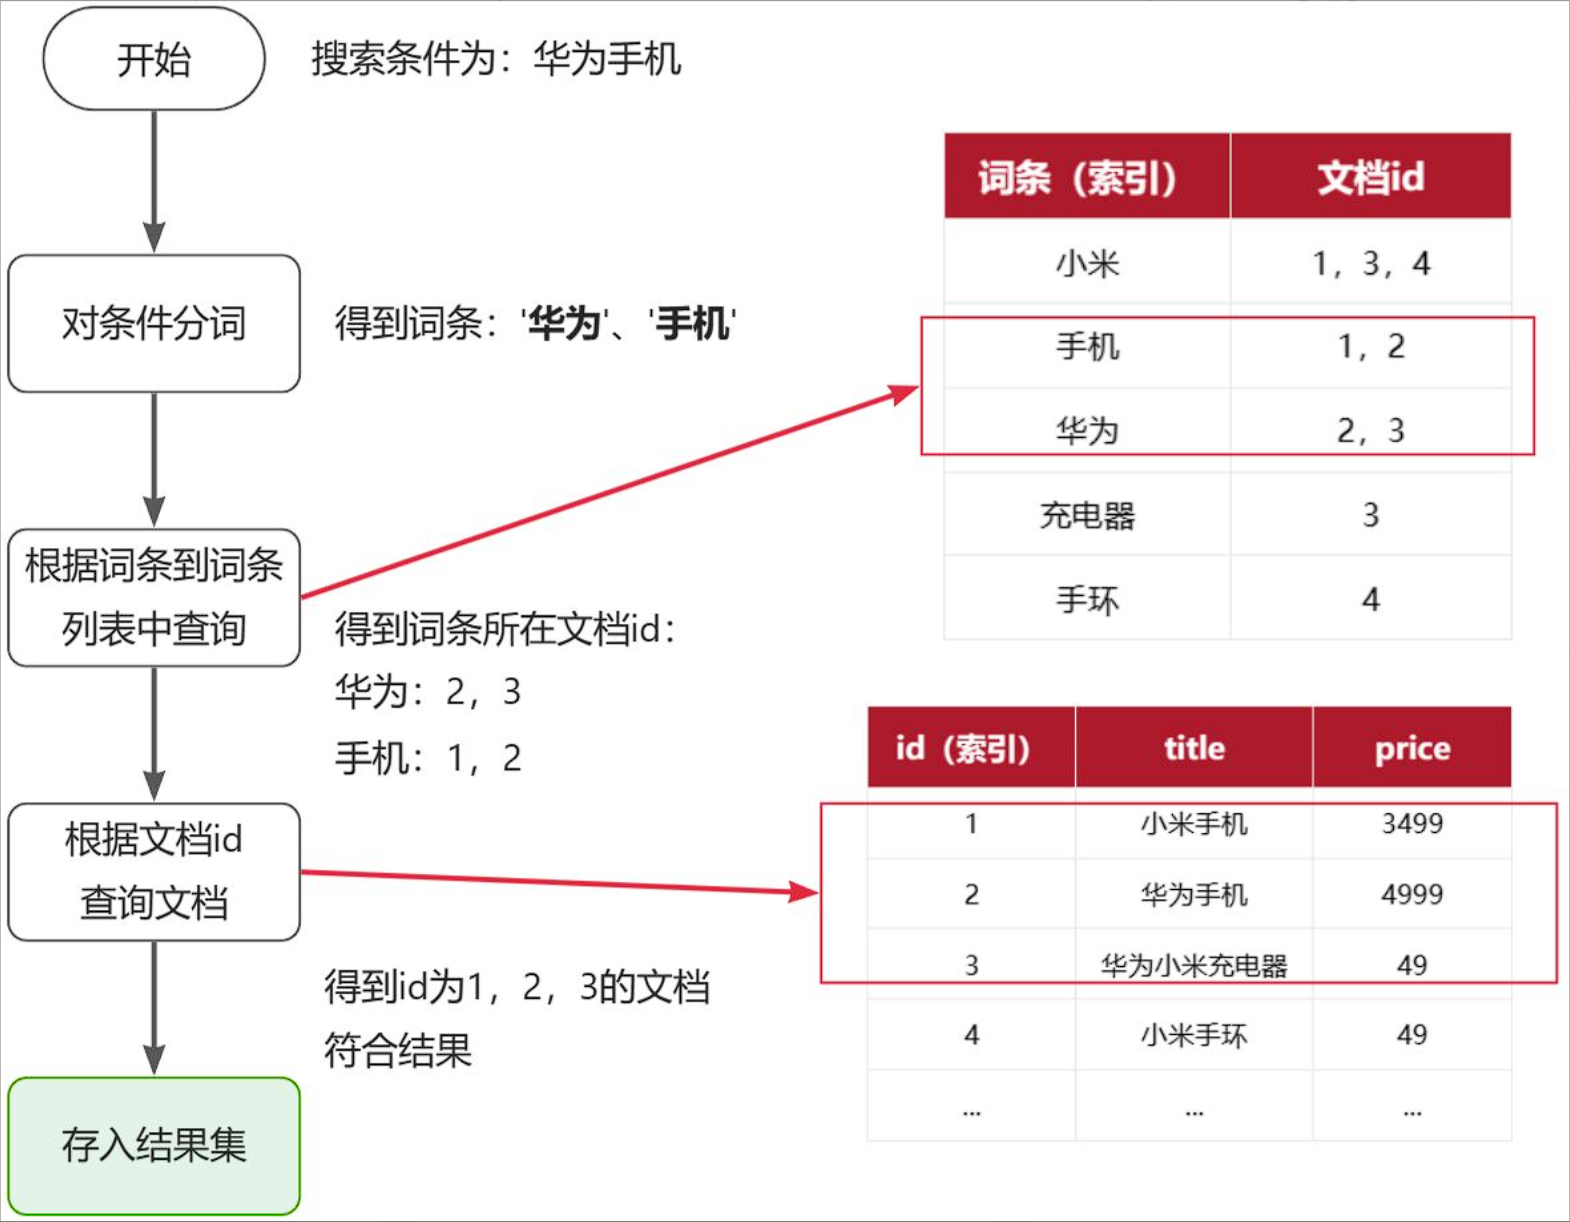 开始
搜索条件为：华为手机
对条件分词
得到词条：'华为'、'手机'
根据词条到词条
列表中查询
得到词条所在文档id：
华为：2，3
手机：1，2
根据文档id
查询文档
得到id为1，2，3的文档
符合结果
存入结果集
词条（索引） 文档id
小米 1，3，4
手机 1，2
华为 2，3
充电器 3
手环 4
id（索引） title price
1 小米手机 3499
2 华为手机 4999
3 华为小米充电器 49
4 小米手环 49
... ... ...